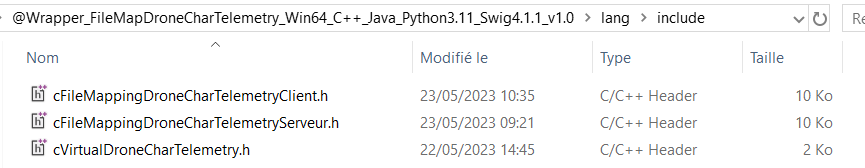 @Wrapper_FileMapDroneCharTelemetry_Win64_C++_Java_Python3.11_Swig4.1.1_v1.0 > lang > include Re
Nom Modifié le Type Taille
cFileMappingDroneCharTelemetryClient.h 23/05/2023 10:35 C/C++ Header 10 Ko
cFileMappingDroneCharTelemetryServeur.h 23/05/2023 09:21 C/C++ Header 10 Ko
cVirtualDroneCharTelemetry.h 22/05/2023 14:45 C/C++ Header 2 Ko